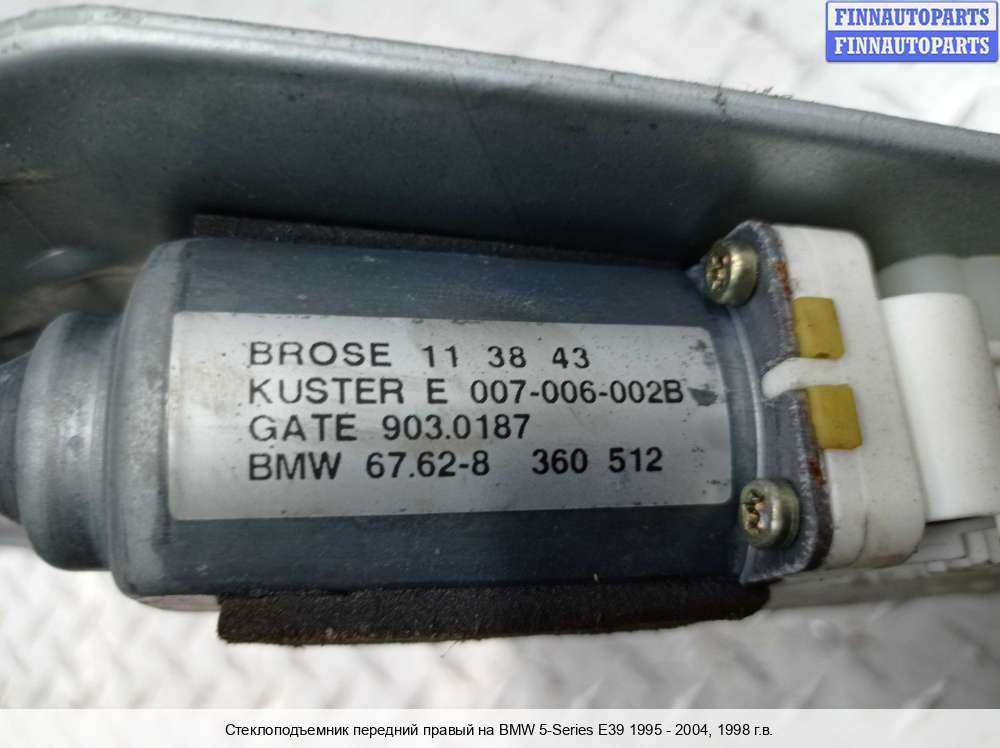 FINNAUTOPARTS
FINNAUTOPARTS
BROSE 11 38 43
KUSTER E 007-006-002B
GATE 903.0187
BMW 67.62-8 360 512
Стеклоподъемник передний правый на BMW 5-Series E39 1995 - 2004, 1998 г.в.